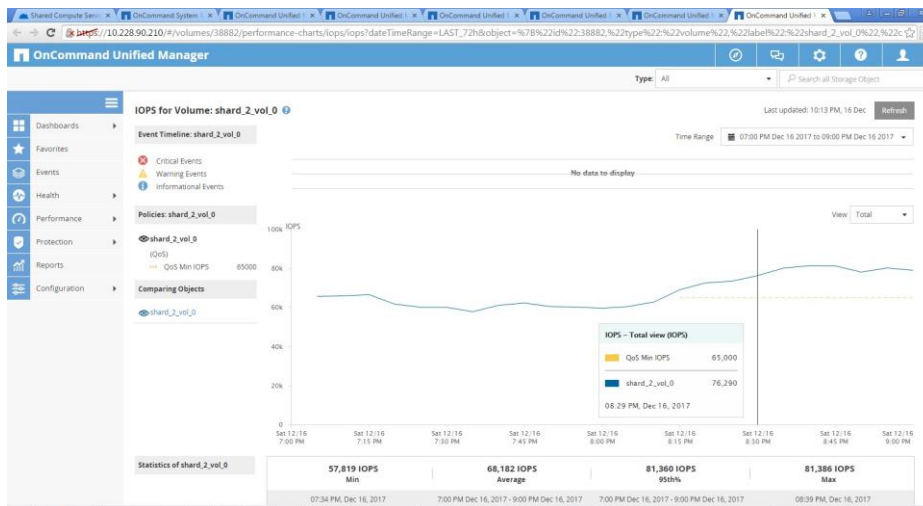 Shared Compute Servi
OnCommand System
OnCommand Unified
OnCommand Unified
OnCommand Unified
OnCommand Unified
OnCommand Unified
OnCommand Unified
https://10.228.90.210/#/volumes/38882/performance-charts/iops/iops?dateTimeRange=LAST_72h&object=%7B%22id%22:38882,%22type%22:%22volume%22,%22label%22:%22shard_2_vol_0%22,%22c
OnCommand Unified Manager
Type: All
Search all Storage Object
Dashboards
Favorites
Events
Health
Performance
Protection
Reports
Configuration
IOPS for Volume: shard_2_vol_0
Last updated: 10:13 PM, 16 Dec
Refresh
Event Timeline: shard_2_vol_0
Time Range
07:00 PM Dec 16 2017 to 09:00 PM Dec 16 2017
Critical Events
Warning Events
Informational Events
No data to display
Policies: shard_2_vol_0
View Total
shard_2_vol_0
(QoS)
QoS Min IOPS 65000
Comparing Objects
shard_2_vol_0
IOPS
100k
80k
60k
40k
20k
0
IOPS – Total view (IOPS)
QoS Min IOPS 65,000
shard_2_vol_0 76,290
08:29 PM, Dec 16, 2017
Sat 12/16 Sat 12/16 Sat 12/16 Sat 12/16 Sat 12/16 Sat 12/16 Sat 12/16 Sat 12/16 Sat 12/16
7:00 PM 7:15 PM 7:30 PM 7:45 PM 8:00 PM 8:15 PM 8:30 PM 8:45 PM 9:00 PM
Statistics of shard_2_vol_0
57,819 IOPS 68,182 IOPS 81,360 IOPS 81,386 IOPS
Min Average 95th% Max
07:34 PM, Dec 16, 2017 7:00 PM Dec 16, 2017 - 9:00 PM Dec 16, 2017 7:00 PM Dec 16, 2017 - 9:00 PM Dec 16, 2017 08:39 PM, Dec 16, 2017